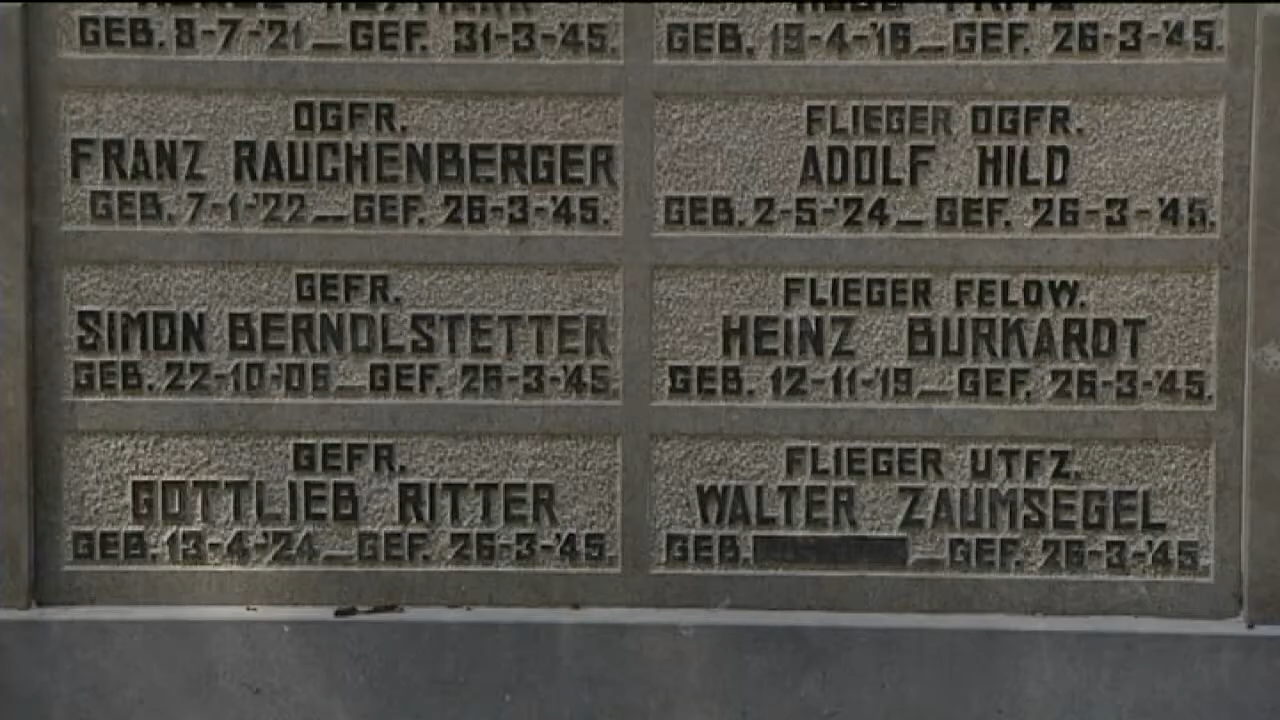 GEB. 8-7-'21 — GEF. 31-3-'45.
OGFR.
FRANZ RAUCHENBERGER
GEB. 7-1-'22 — GEF. 26-3-'45.
GEFR.
SIMON BERNDLSTETTER
GEB. 22-10-'06 — GEF. 26-3-'45.
GEFR.
GOTTLIEB RITTER
GEB. 13-4-'24 — GEF. 26-3-'45.
GEB. 19-4-'16 — GEF. 26-3-'45.
FLIEGER OGFR.
ADOLF HILD
GEB. 2-5-'24 — GEF. 26-3-'45.
FLIEGER FELDW.
HEINZ BURKARDT
GEB. 12-11-'19 — GEF. 26-3-'45.
FLIEGER UTFZ.
WALTER ZAUMSEGEL
GEB. — GEF. 26-3-'45.